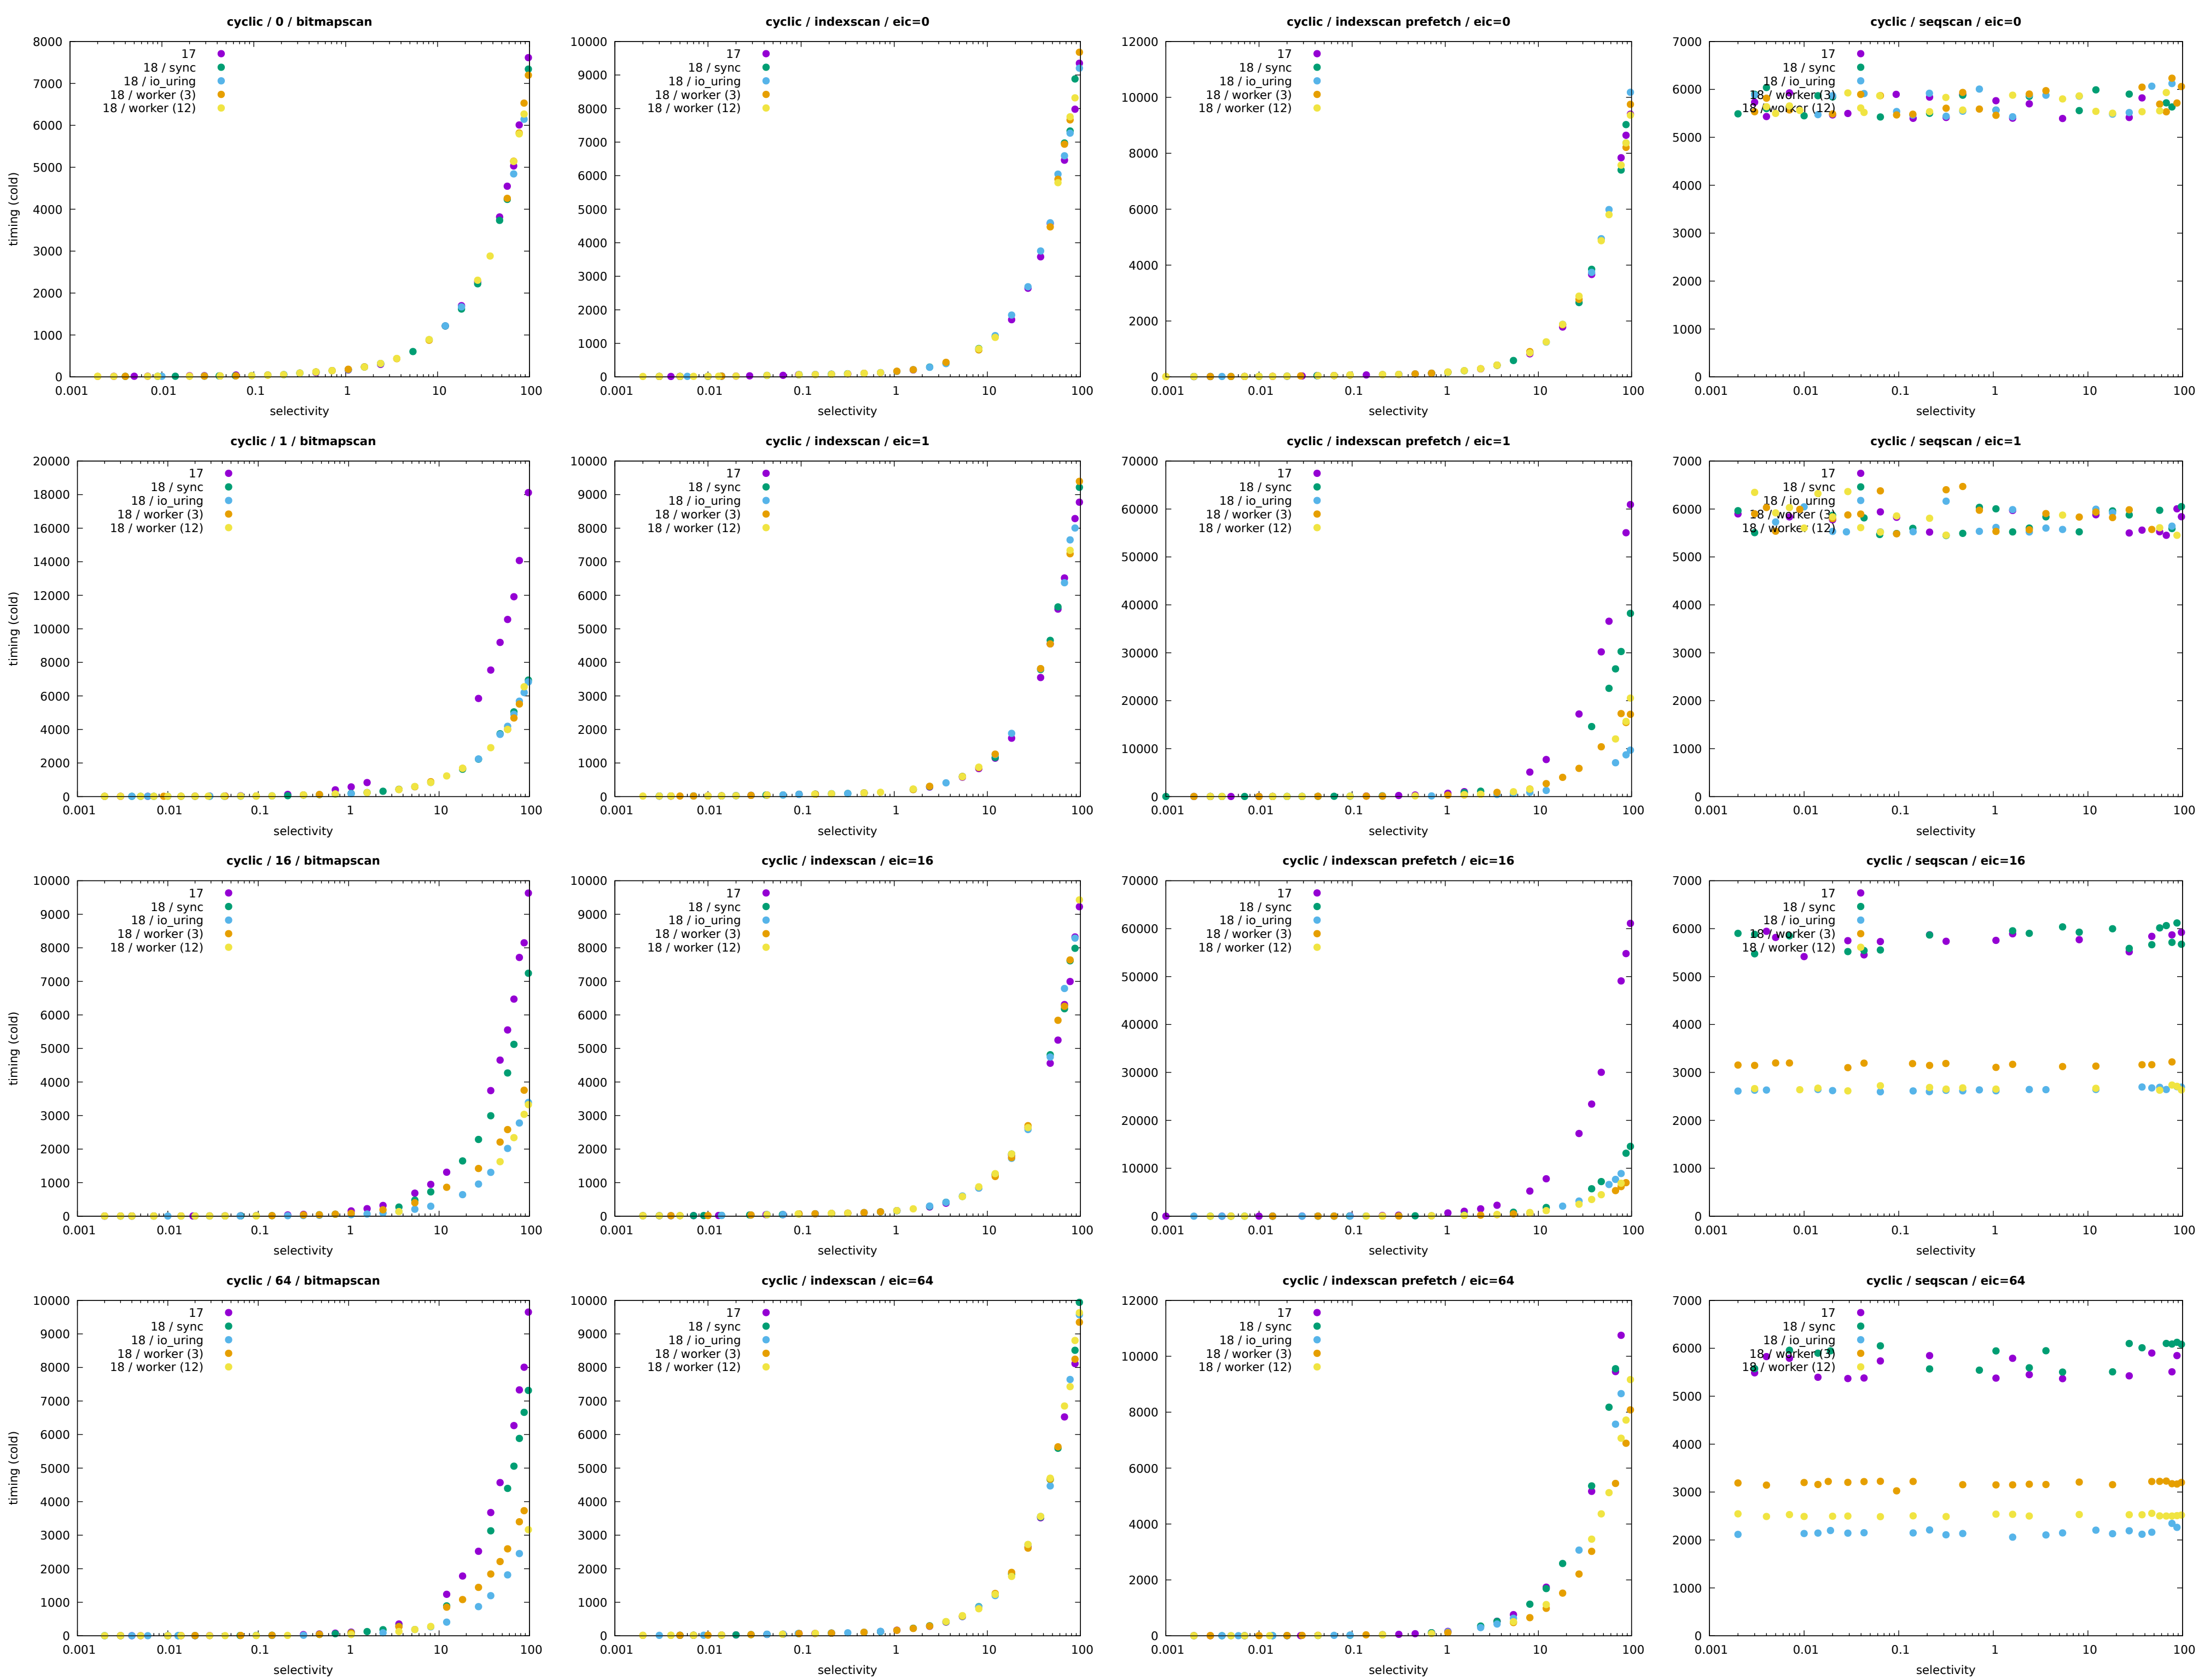 cyclic / 0 / bitmapscan
timing (cold)
8000
7000
6000
5000
4000
3000
2000
1000
0
17
18 / sync
18 / io_uring
18 / worker (3)
18 / worker (12)
0.001 0.01 0.1 1 10 100
selectivity
cyclic / indexscan / eic=0
10000
9000
8000
7000
6000
5000
4000
3000
2000
1000
0
17
18 / sync
18 / io_uring
18 / worker (3)
18 / worker (12)
0.001 0.01 0.1 1 10 100
selectivity
cyclic / indexscan prefetch / eic=0
12000
10000
8000
6000
4000
2000
0
17
18 / sync
18 / io_uring
18 / worker (3)
18 / worker (12)
0.001 0.01 0.1 1 10 100
selectivity
cyclic / seqscan / eic=0
7000
6000
5000
4000
3000
2000
1000
0
17
18 / sync
18 / io_uring
18 / worker (3)
18 / worker (12)
0.001 0.01 0.1 1 10 100
selectivity
cyclic / 1 / bitmapscan
timing (cold)
20000
18000
16000
14000
12000
10000
8000
6000
4000
2000
0
17
18 / sync
18 / io_uring
18 / worker (3)
18 / worker (12)
0.001 0.01 0.1 1 10 100
selectivity
cyclic / indexscan / eic=1
10000
9000
8000
7000
6000
5000
4000
3000
2000
1000
0
17
18 / sync
18 / io_uring
18 / worker (3)
18 / worker (12)
0.001 0.01 0.1 1 10 100
selectivity
cyclic / indexscan prefetch / eic=1
70000
60000
50000
40000
30000
20000
10000
0
17
18 / sync
18 / io_uring
18 / worker (3)
18 / worker (12)
0.001 0.01 0.1 1 10 100
selectivity
cyclic / seqscan / eic=1
7000
6000
5000
4000
3000
2000
1000
0
17
18 / sync
18 / io_uring
18 / worker (3)
18 / worker (12)
0.001 0.01 0.1 1 10 100
selectivity
cyclic / 16 / bitmapscan
timing (cold)
10000
9000
8000
7000
6000
5000
4000
3000
2000
1000
0
17
18 / sync
18 / io_uring
18 / worker (3)
18 / worker (12)
0.001 0.01 0.1 1 10 100
selectivity
cyclic / indexscan / eic=16
10000
9000
8000
7000
6000
5000
4000
3000
2000
1000
0
17
18 / sync
18 / io_uring
18 / worker (3)
18 / worker (12)
0.001 0.01 0.1 1 10 100
selectivity
cyclic / indexscan prefetch / eic=16
70000
60000
50000
40000
30000
20000
10000
0
17
18 / sync
18 / io_uring
18 / worker (3)
18 / worker (12)
0.001 0.01 0.1 1 10 100
selectivity
cyclic / seqscan / eic=16
7000
6000
5000
4000
3000
2000
1000
0
17
18 / sync
18 / io_uring
18 / worker (3)
18 / worker (12)
0.001 0.01 0.1 1 10 100
selectivity
cyclic / 64 / bitmapscan
timing (cold)
10000
9000
8000
7000
6000
5000
4000
3000
2000
1000
0
17
18 / sync
18 / io_uring
18 / worker (3)
18 / worker (12)
0.001 0.01 0.1 1 10 100
selectivity
cyclic / indexscan / eic=64
10000
9000
8000
7000
6000
5000
4000
3000
2000
1000
0
17
18 / sync
18 / io_uring
18 / worker (3)
18 / worker (12)
0.001 0.01 0.1 1 10 100
selectivity
cyclic / indexscan prefetch / eic=64
12000
10000
8000
6000
4000
2000
0
17
18 / sync
18 / io_uring
18 / worker (3)
18 / worker (12)
0.001 0.01 0.1 1 10 100
selectivity
cyclic / seqscan / eic=64
7000
6000
5000
4000
3000
2000
1000
0
17
18 / sync
18 / io_uring
18 / worker (3)
18 / worker (12)
0.001 0.01 0.1 1 10 100
selectivity